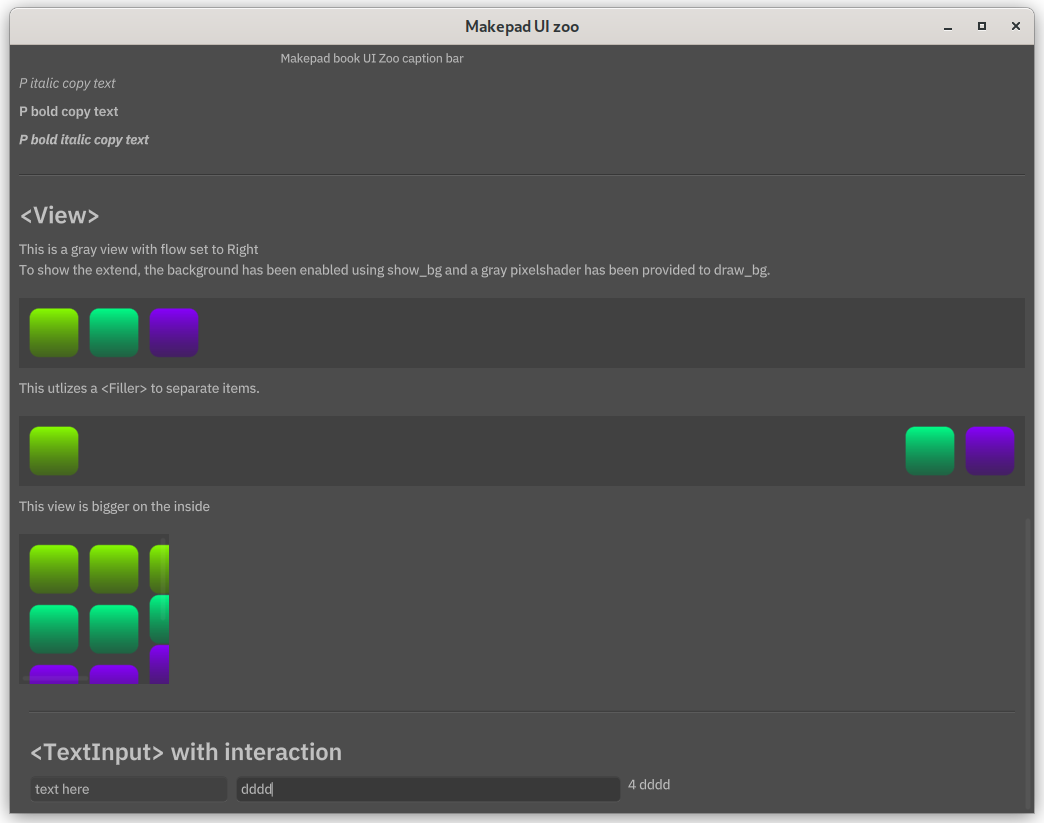 Makepad UI zoo
Makepad book UI Zoo caption bar
P italic copy text
P bold copy text
P bold italic copy text
<View>
This is a gray view with flow set to Right
To show the extend, the background has been enabled using show_bg and a gray pixelshader has been provided to draw_bg.
This utlizes a <Filler> to separate items.
This view is bigger on the inside
<TextInput> with interaction
text here
dddd
4 dddd